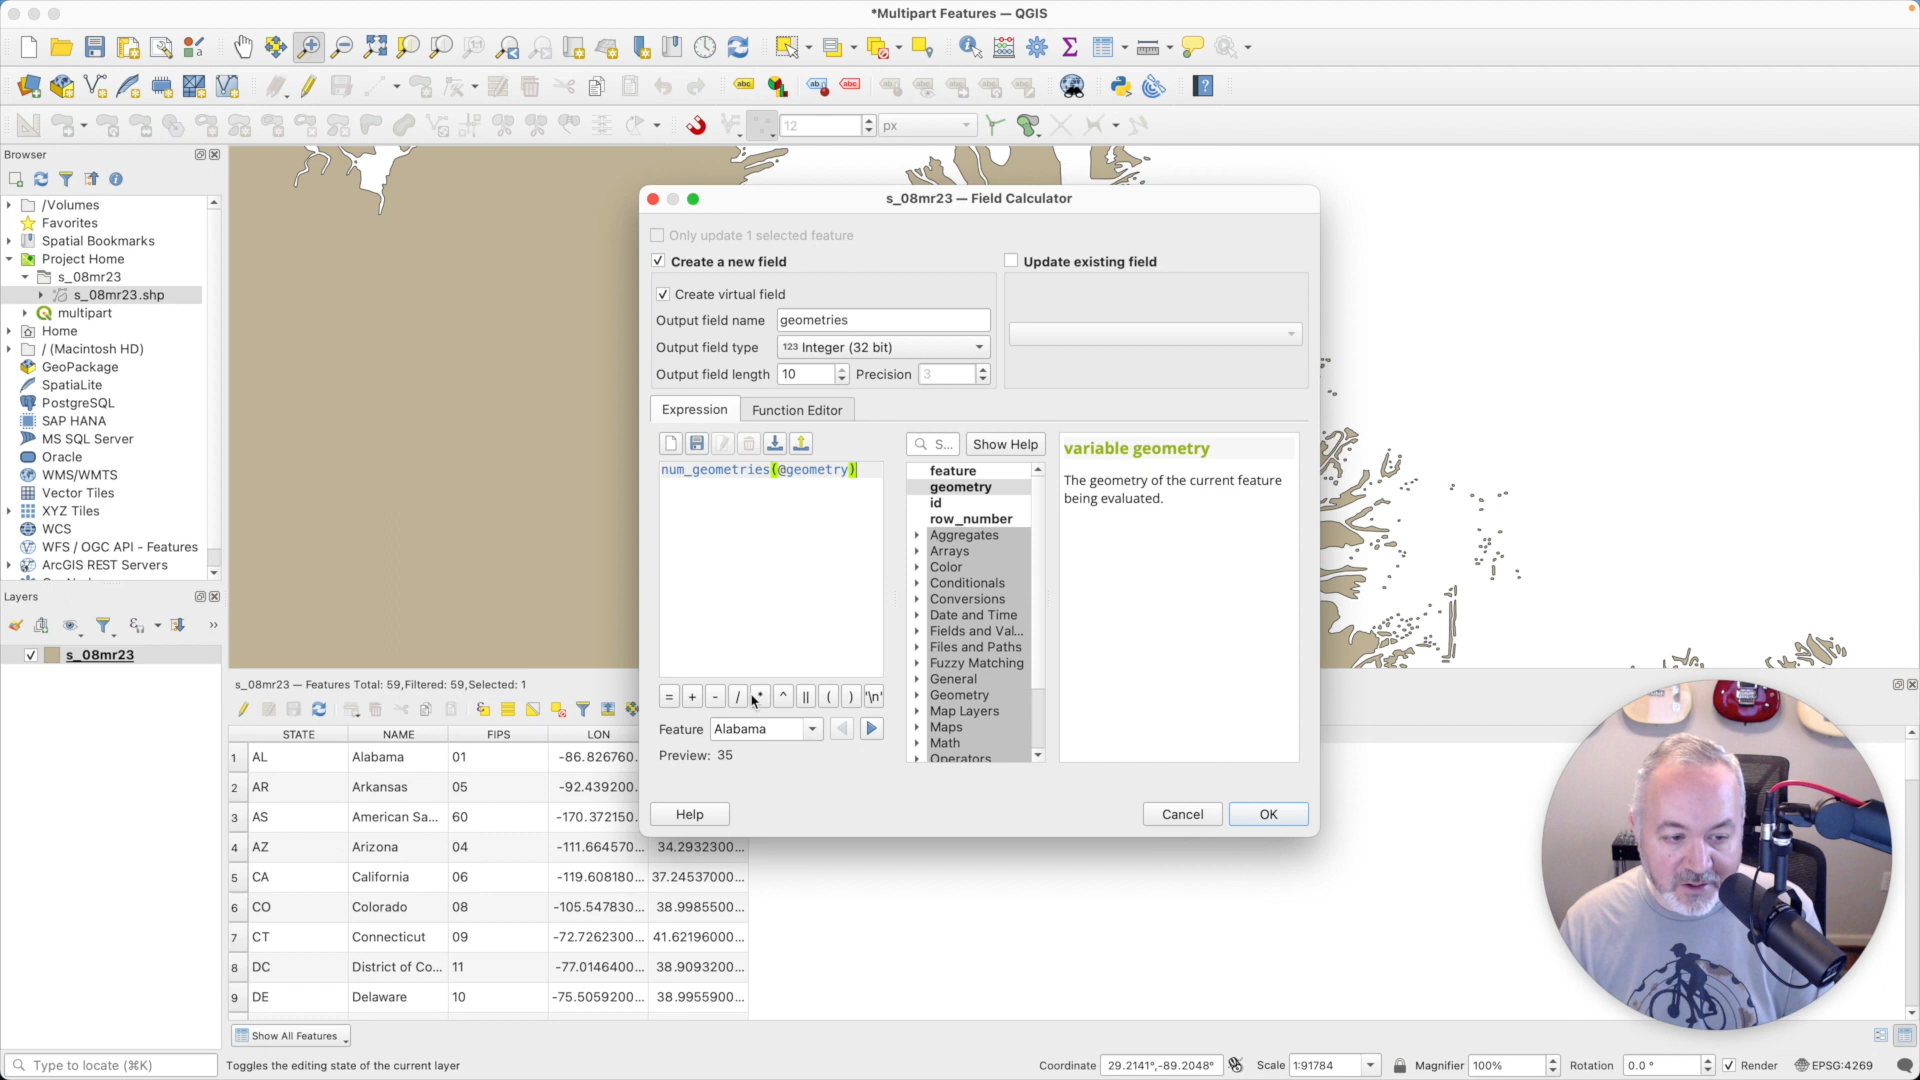 *Multipart Features — QGIS
12
px
Browser
/Volumes
Favorites
Spatial Bookmarks
Project Home
s_08mr23
s_08mr23.shp
multipart
Home
/ (Macintosh HD)
GeoPackage
SpatiaLite
PostgreSQL
SAP HANA
MS SQL Server
Oracle
WMS/WMTS
Vector Tiles
XYZ Tiles
WCS
WFS / OGC API - Features
ArcGIS REST Servers
Layers
s_08mr23
s_08mr23 — Field Calculator
Only update 1 selected feature
Create a new field
Update existing field
Create virtual field
Output field name geometries
Output field type 123 Integer (32 bit)
Output field length 10 Precision 3
Expression Function Editor
S... Show Help
num_geometries(@geometry)
feature
geometry
id
row_number
Aggregates
Arrays
Color
Conditionals
Conversions
Date and Time
Fields and Val...
Files and Paths
Fuzzy Matching
General
Geometry
Map Layers
Maps
Math
Operators
variable geometry
The geometry of the current feature
being evaluated.
= + - / * ^ || ( ) '\n'
Feature Alabama
Preview: 35
Help Cancel OK
s_08mr23 — Features Total: 59,Filtered: 59,Selected: 1
STATE NAME FIPS LON
1 AL Alabama 01 -86.826760.
2 AR Arkansas 05 -92.439200.
3 AS American Sa... 60 -170.372150.
4 AZ Arizona 04 -111.664570... 34.2932300...
5 CA California 06 -119.608180... 37.24537000...
6 CO Colorado 08 -105.547830... 38.9985500...
7 CT Connecticut 09 -72.7262300... 41.62196000...
8 DC District of Co... 11 -77.0146400... 38.9093200...
9 DE Delaware 10 -75.5059200... 38.9955900...
Show All Features
Type to locate (⌘K) Toggles the editing state of the current layer Coordinate 29.2141°,-89.2048° Scale 1:91784 Magnifier 100% Rotation 0.0 ° Render EPSG:4269